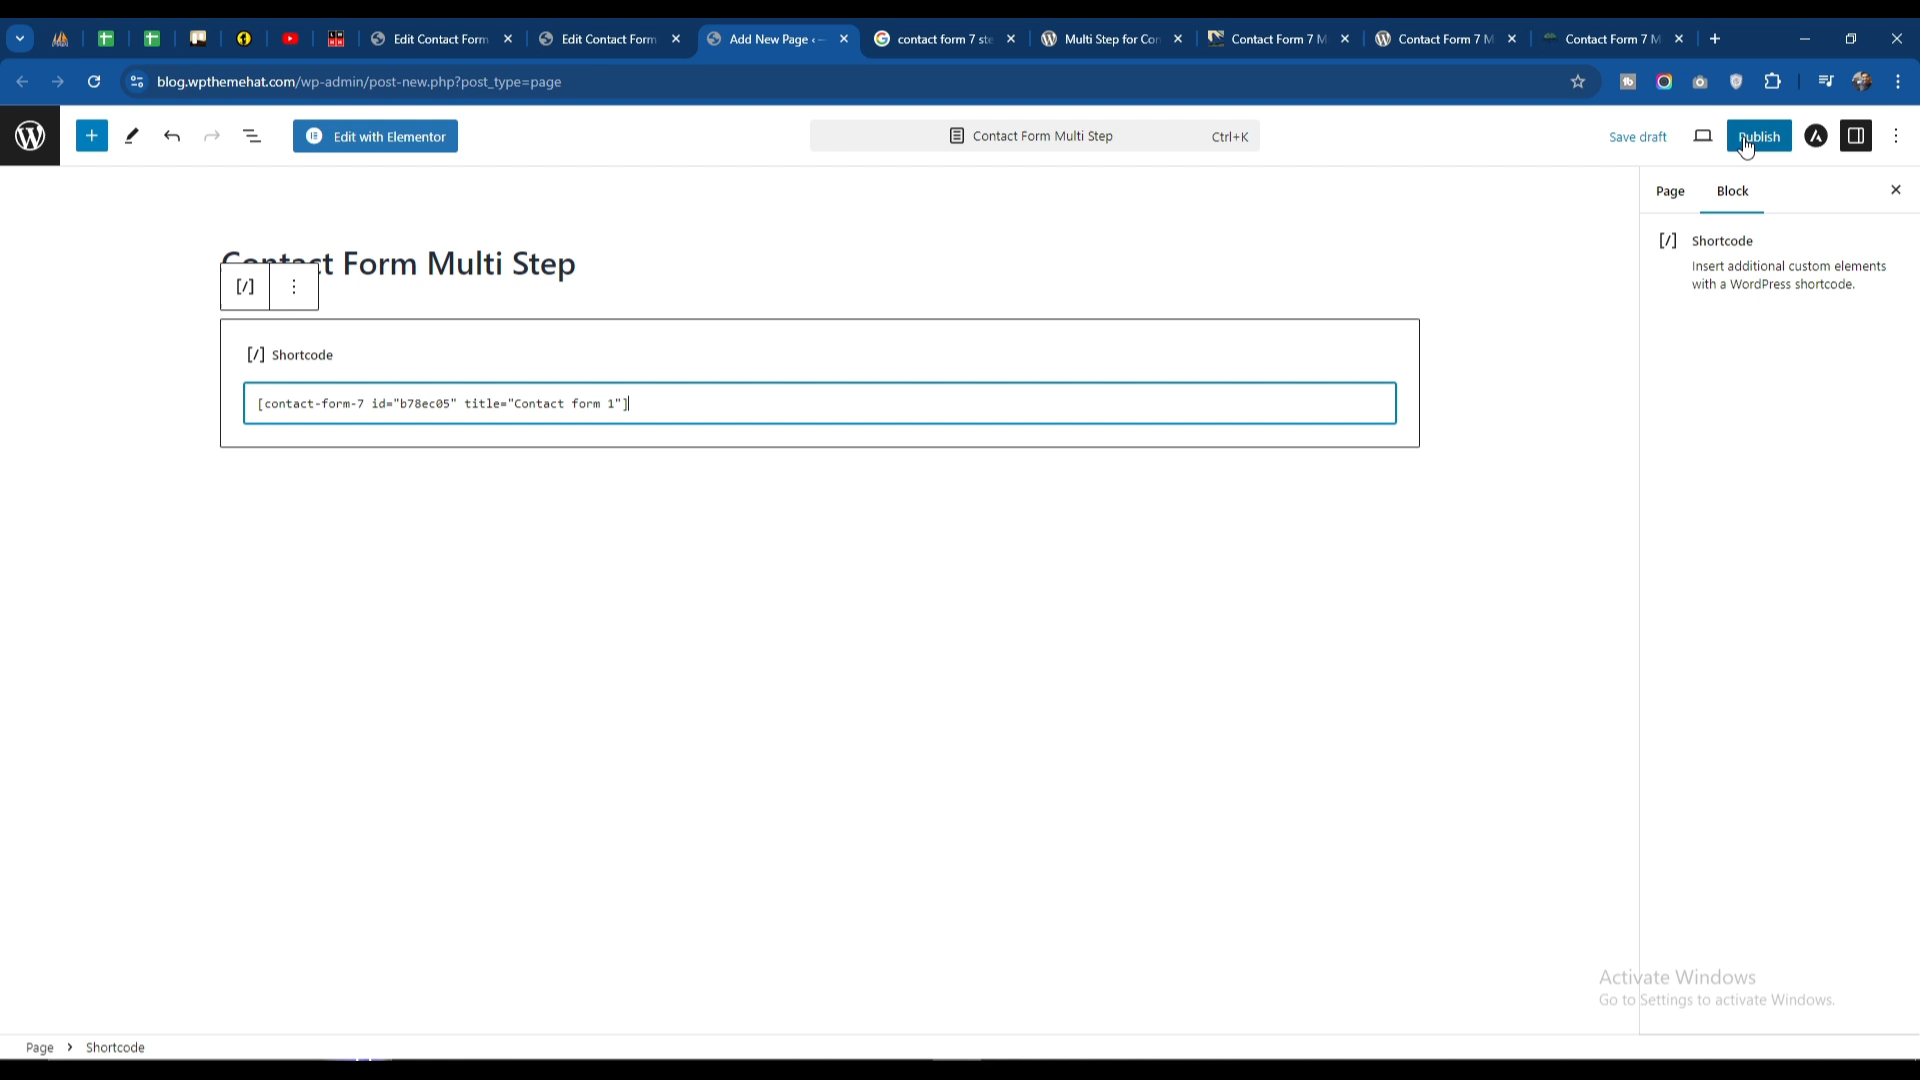 Edit Contact Form
Edit Contact Form
Add New Page ‹
contact form 7 ste
Multi Step for Con
Contact Form 7 M
Contact Form 7 M
Contact Form 7 M
blog.wpthemehat.com/wp-admin/post-new.php?post_type=page
Edit with Elementor
Contact Form Multi Step
Ctrl+K
Save draft
Publish
Page
Block
Contact Form Multi Step
[/] Shortcode
Insert additional custom elements
with a WordPress shortcode.
[/]
[/] Shortcode
[contact-form-7 id="b78ec05" title="Contact form 1"]
Activate Windows
Go to Settings to activate Windows.
Page › Shortcode